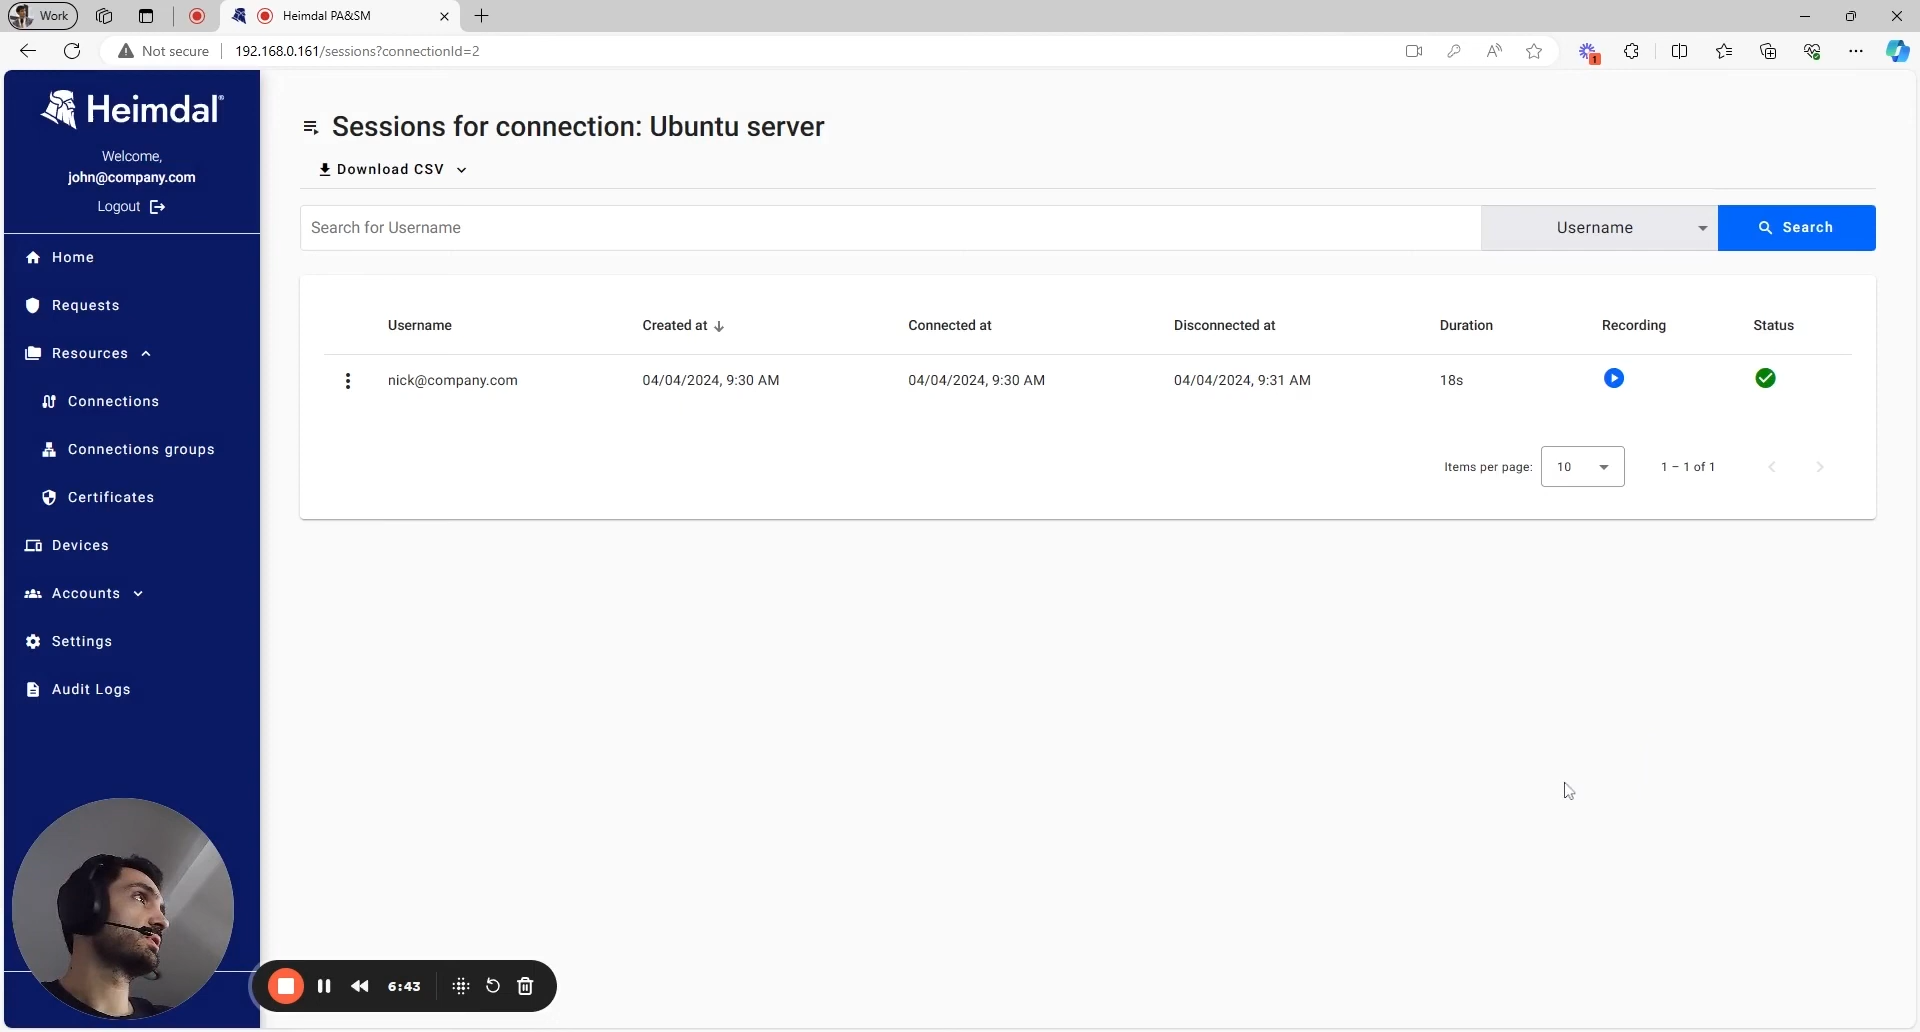 Work
Heimdal PA&SM
Not secure
192.168.0.161/sessions?connectionId=2
1
Heimdal
Welcome,
john@company.com
Logout
Home
Requests
Resources
Connections
Connections groups
Certificates
Devices
Accounts
Settings
Audit Logs
Sessions for connection: Ubuntu server
Download CSV
Search for Username
Username
Search
Username Created at Connected at Disconnected at Duration Recording Status
nick@company.com 04/04/2024, 9:30 AM 04/04/2024, 9:30 AM 04/04/2024, 9:31 AM 18s
Items per page: 10 1 – 1 of 1
6:43